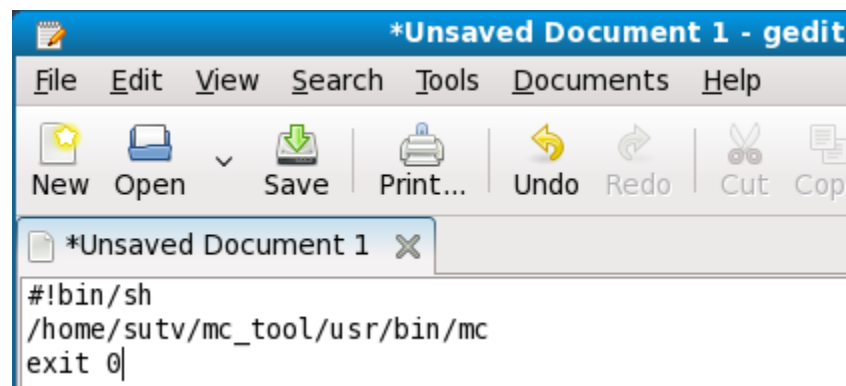 *Unsaved Document 1 - gedit
File Edit View Search Tools Documents Help
New Open Save Print... Undo Redo Cut Cop
*Unsaved Document 1
#!bin/sh
/home/sutv/mc_tool/usr/bin/mc
exit 0